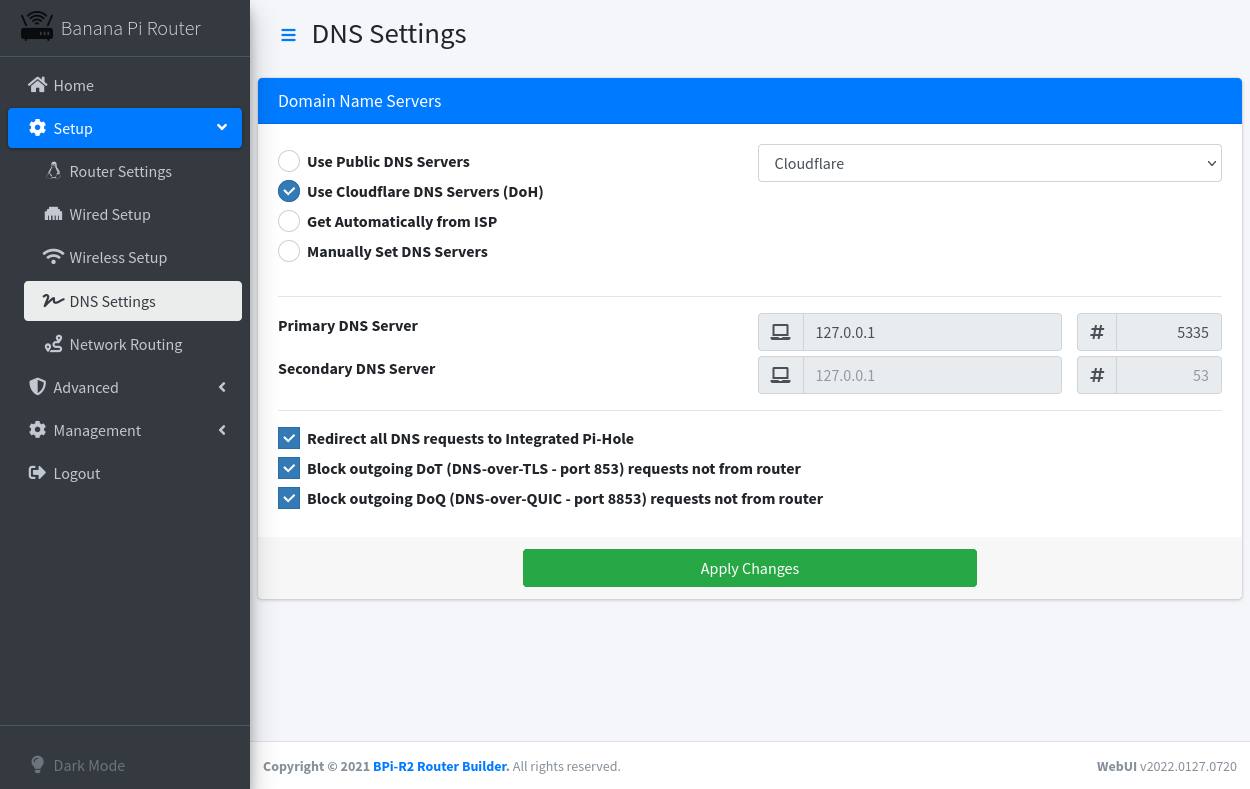 Banana Pi Router
Home
Setup
Router Settings
Wired Setup
Wireless Setup
DNS Settings
Network Routing
Advanced
Management
Logout
Dark Mode
DNS Settings
Domain Name Servers
Use Public DNS Servers
Cloudflare
Use Cloudflare DNS Servers (DoH)
Get Automatically from ISP
Manually Set DNS Servers
Primary DNS Server 127.0.0.1 # 5335
Secondary DNS Server 127.0.0.1 # 53
Redirect all DNS requests to Integrated Pi-Hole
Block outgoing DoT (DNS-over-TLS - port 853) requests not from router
Block outgoing DoQ (DNS-over-QUIC - port 8853) requests not from router
Apply Changes
Copyright © 2021 BPi-R2 Router Builder. All rights reserved.
WebUI v2022.0127.0720